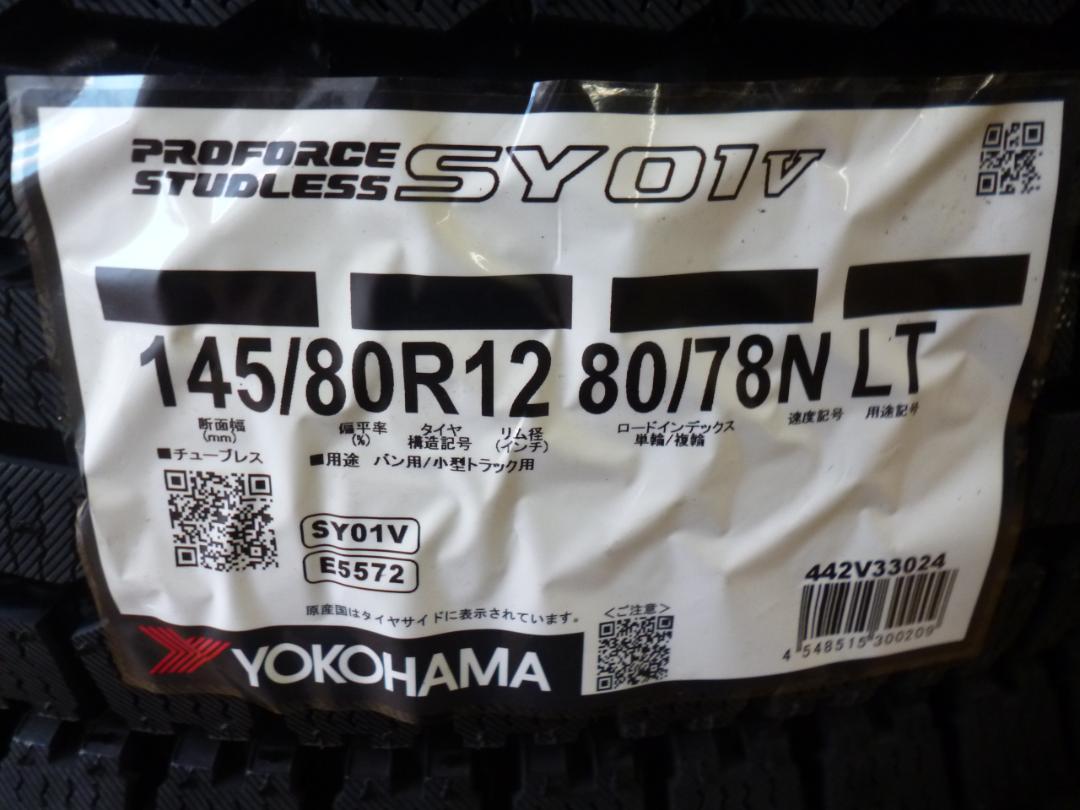 PROFORCE
STUDLESS SY01V
145/80R12 80/78N LT
断面幅
(mm)
偏平率
(%)
タイヤ
構造記号
リム径
(インチ)
ロードインデックス
単輪/複輪
速度記号
用途記号
■チューブレス
■用途 バン用/小型トラック用
SY01V
E5572
原産国はタイヤサイドに表示されています。
<ご注意>
442V33024
4 548515 300209
YOKOHAMA